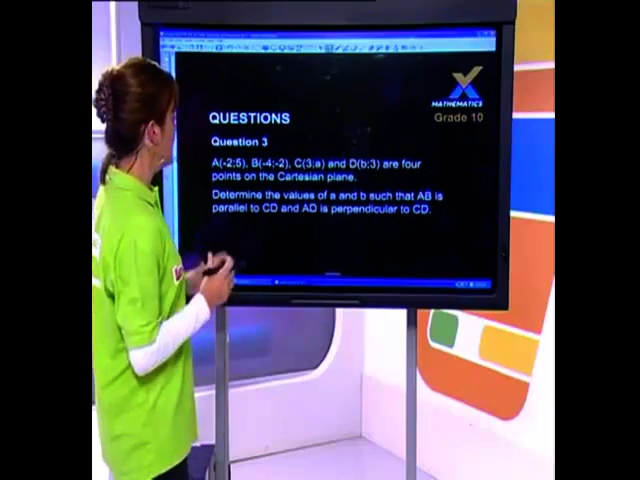 MATHEMATICS
Grade 10
QUESTIONS
Question 3
A(-2;5), B(-4;-2), C(3;a) and D(b;3) are four
points on the Cartesian plane.
Determine the values of a and b such that AB is
parallel to CD and AD is perpendicular to CD.